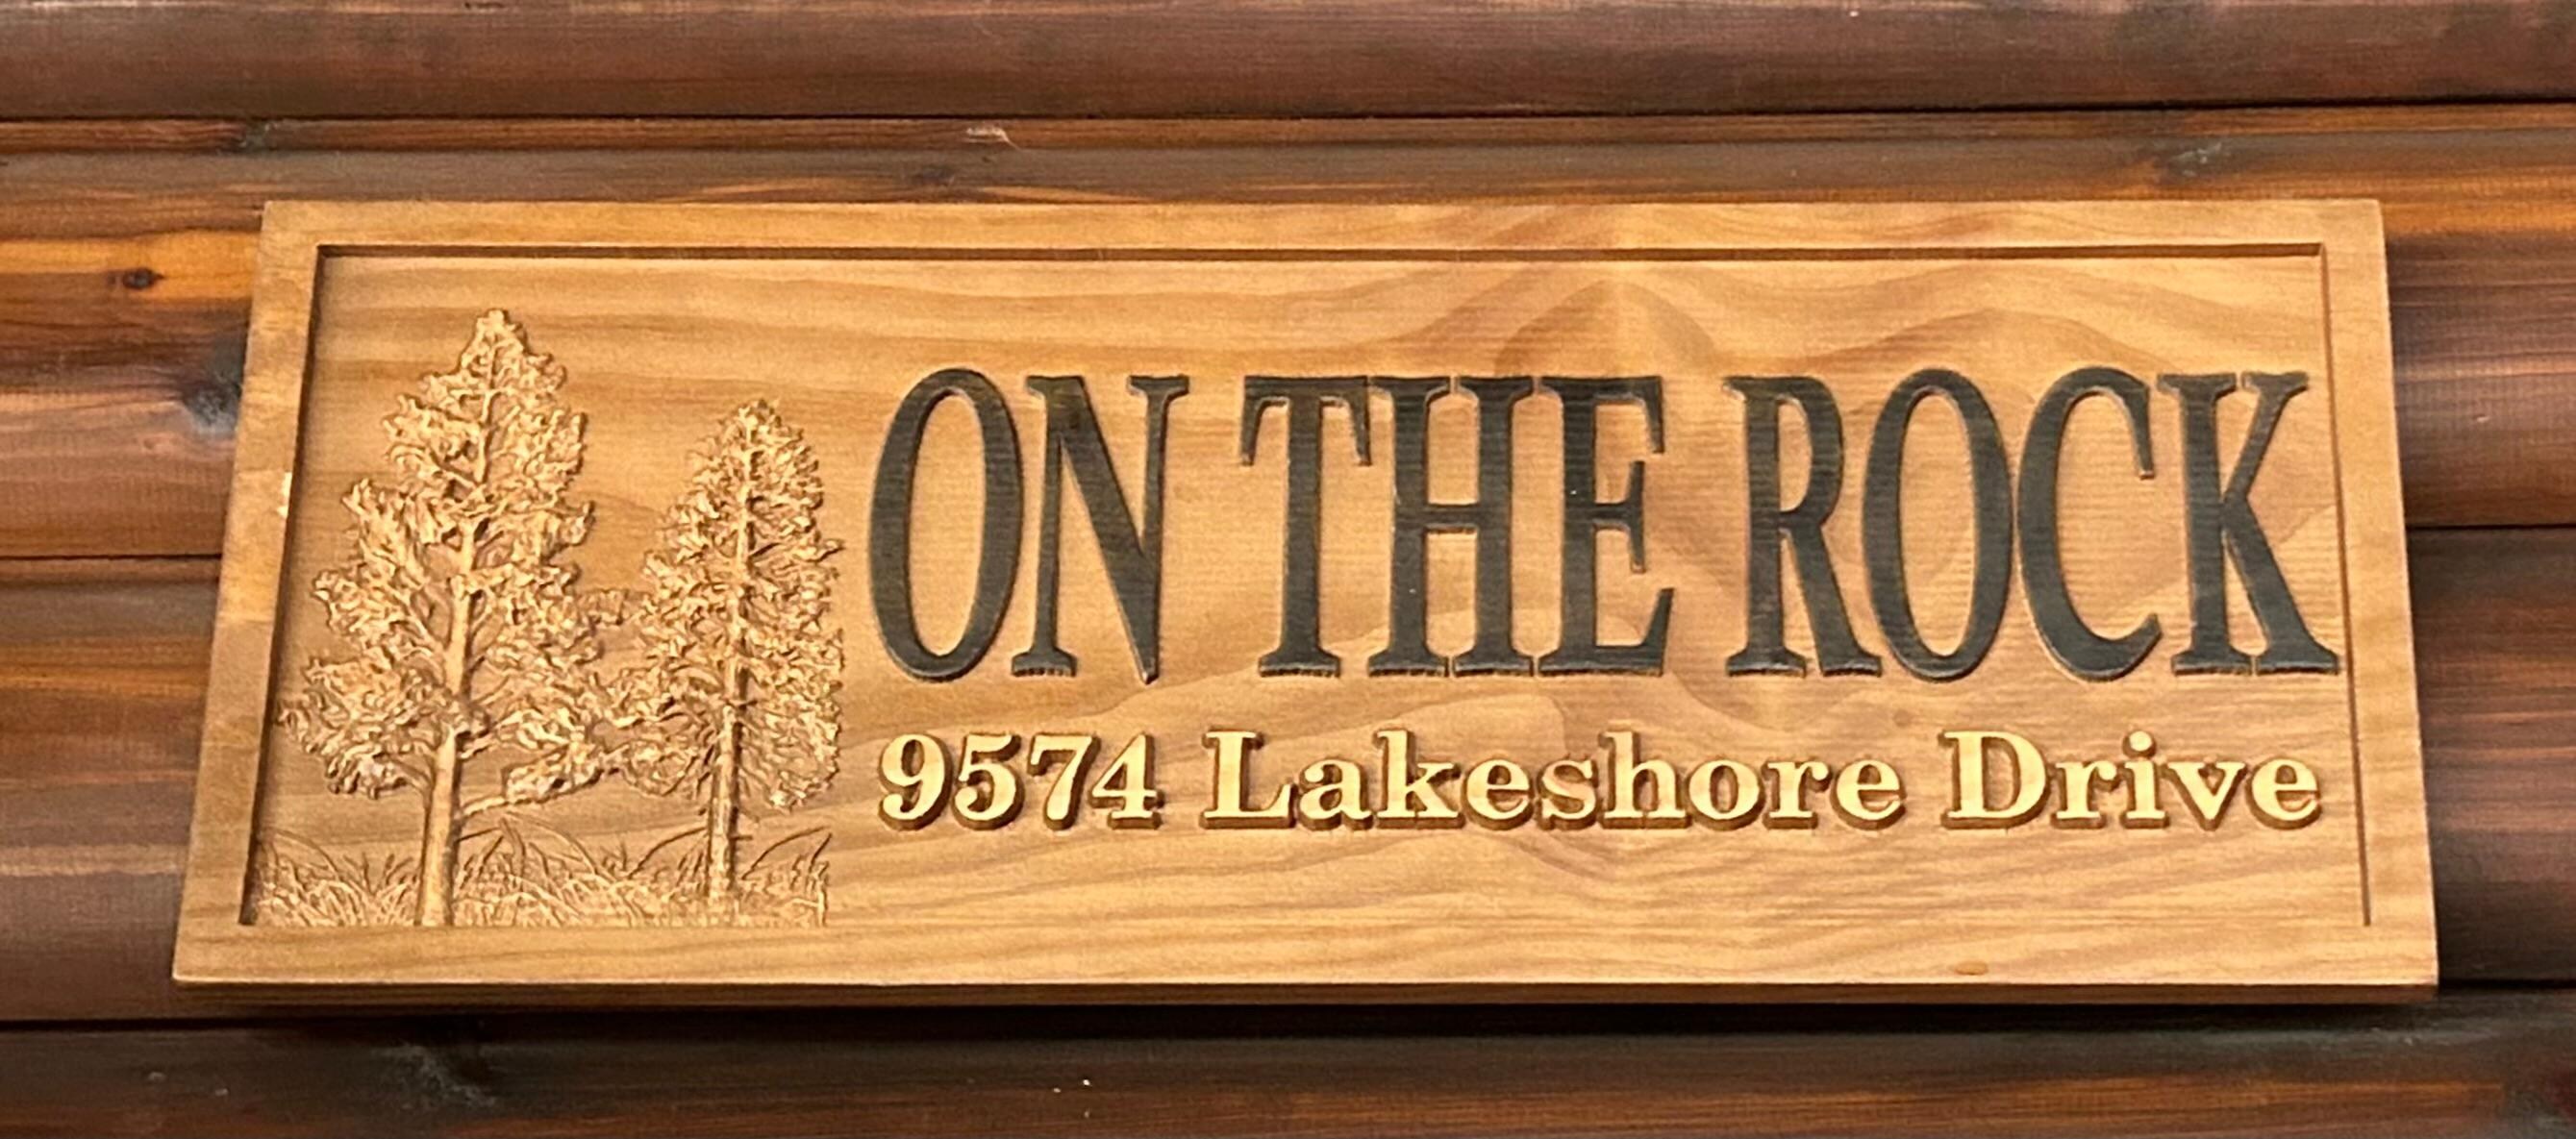 ON THE ROCK
9574 Lakeshore Drive